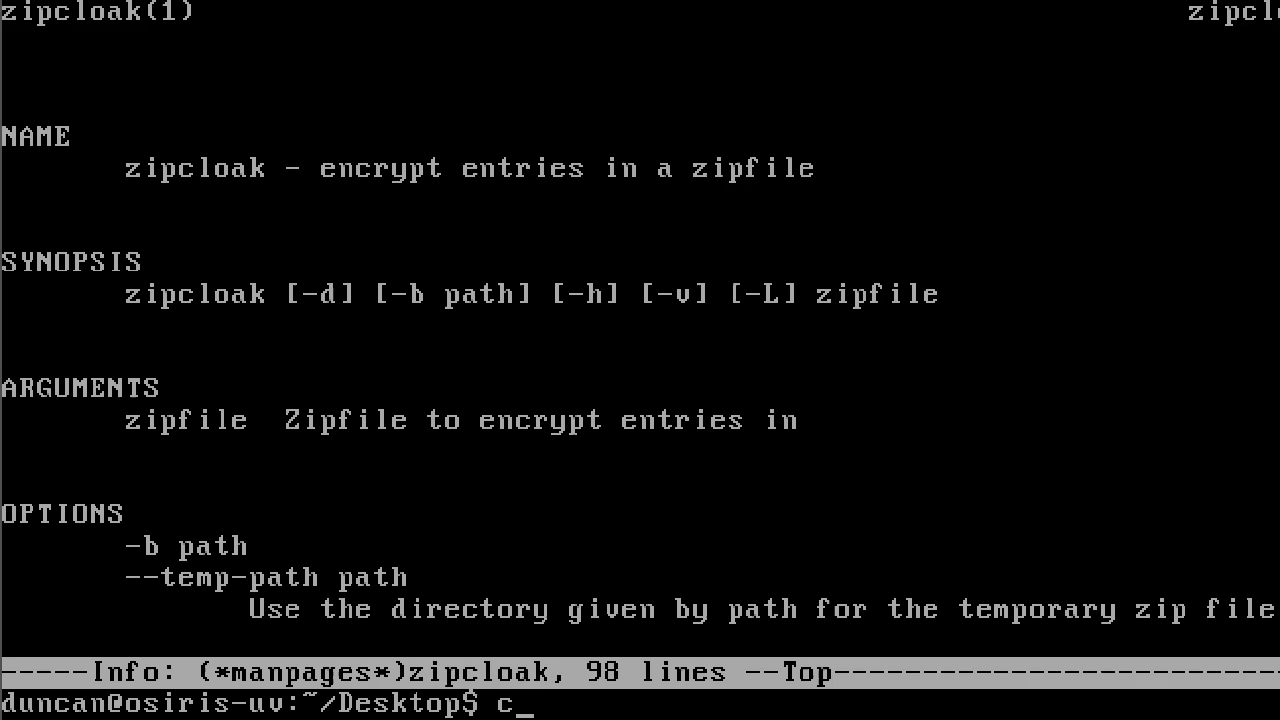 zipcloak(1) zipclo
NAME
zipcloak - encrypt entries in a zipfile
SYNOPSIS
zipcloak [-d] [-b path] [-h] [-v] [-L] zipfile
ARGUMENTS
zipfile  Zipfile to encrypt entries in
OPTIONS
-b path
--temp-path path
Use the directory given by path for the temporary zip file
-----Info: (*manpages*)zipcloak, 98 lines --Top-------------------------
duncan@osiris-uv:~/Desktop$ c_